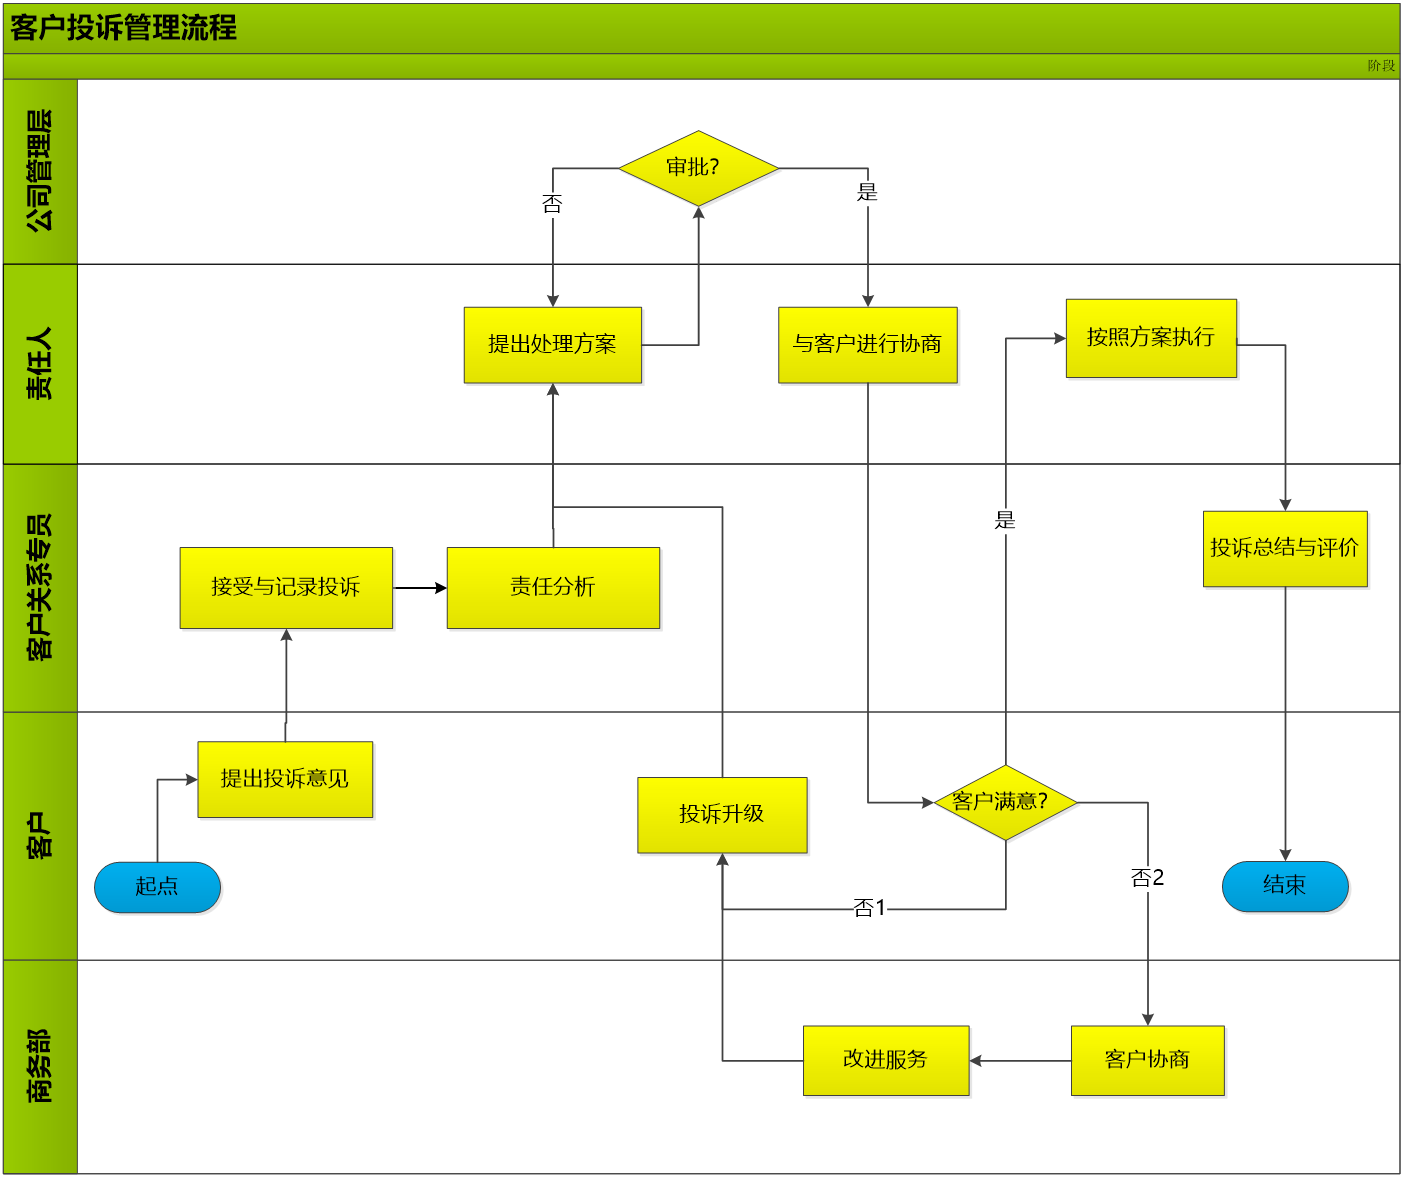 客户投诉管理流程
阶段
公司管理层
审批?
否
是
责任人
提出处理方案
与客户进行协商
按照方案执行
客户关系专员
是
接受与记录投诉
责任分析
投诉总结与评价
客户
提出投诉意见
投诉升级
客户满意?
起点
否1
否2
结束
商务部
改进服务
客户协商